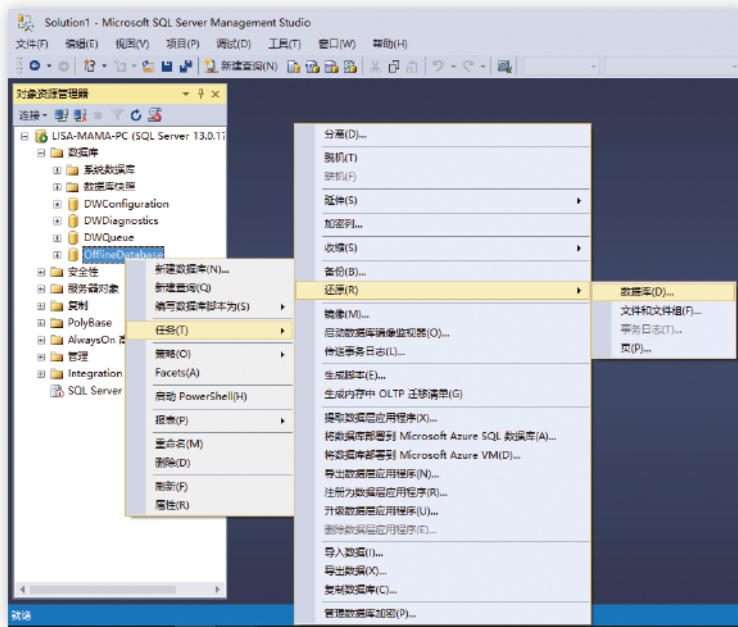 Solution1 - Microsoft SQL Server Management Studio
文件(F) 编辑(E) 视图(V) 项目(P) 调试(D) 工具(T) 窗口(W) 帮助(H)
新建查询(N)
对象资源管理器
连接
LISA-MAMA-PC (SQL Server 13.0.17
数据库
系统数据库
数据库快照
DWConfiguration
DWDiagnostics
DWQueue
OfflineDatabase
安全性
服务器对象
复制
PolyBase
AlwaysOn 高
管理
Integration
SQL Server
新建数据库(N)...
新建查询(Q)
编写数据库脚本为(S)
任务(T)
策略(O)
Facets(A)
启动 PowerShell(H)
报表(P)
重命名(M)
删除(D)
刷新(F)
属性(R)
分离(D)...
脱机(T)
联机(F)
延伸(S)
加密列...
收缩(S)
备份(B)...
还原(R)
镜像(M)...
启动数据库镜像监视器(O)...
传送事务日志(L)...
生成脚本(E)...
生成内存中 OLTP 迁移清单(G)
提取数据层应用程序(X)...
将数据库部署到 Microsoft Azure SQL 数据库(A)...
将数据库部署到 Microsoft Azure VM(D)...
导出数据层应用程序(N)...
注册为数据层应用程序(R)...
升级数据层应用程序(U)...
删除数据层应用程序(E)...
导入数据(I)...
导出数据(X)...
复制数据库(C)...
管理数据库加密(P)...
数据库(D)...
文件和文件组(F)...
事务日志(T)...
页(P)...
就绪